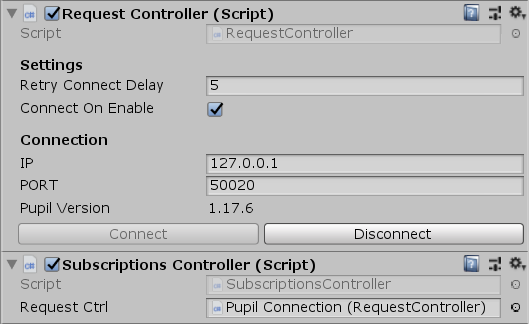 Request Controller (Script)
Script RequestController
Settings
Retry Connect Delay 5
Connect On Enable
Connection
IP 127.0.0.1
PORT 50020
Pupil Version 1.17.6
Connect Disconnect
Subscriptions Controller (Script)
Script SubscriptionsController
Request Ctrl Pupil Connection (RequestController)